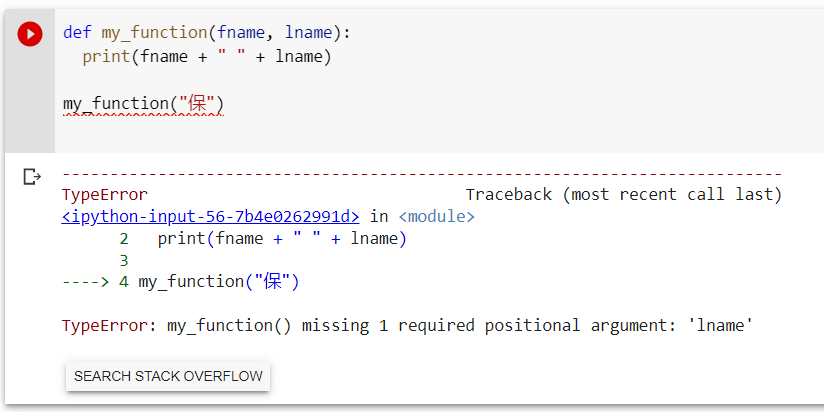 def my_function(fname, lname):
  print(fname + " " + lname)
my_function("保")
---------------------------------------------------------------------------
TypeError                                 Traceback (most recent call last)
<ipython-input-56-7b4e0262991d> in <module>
      2   print(fname + " " + lname)
      3
----> 4 my_function("保")
TypeError: my_function() missing 1 required positional argument: 'lname'
SEARCH STACK OVERFLOW